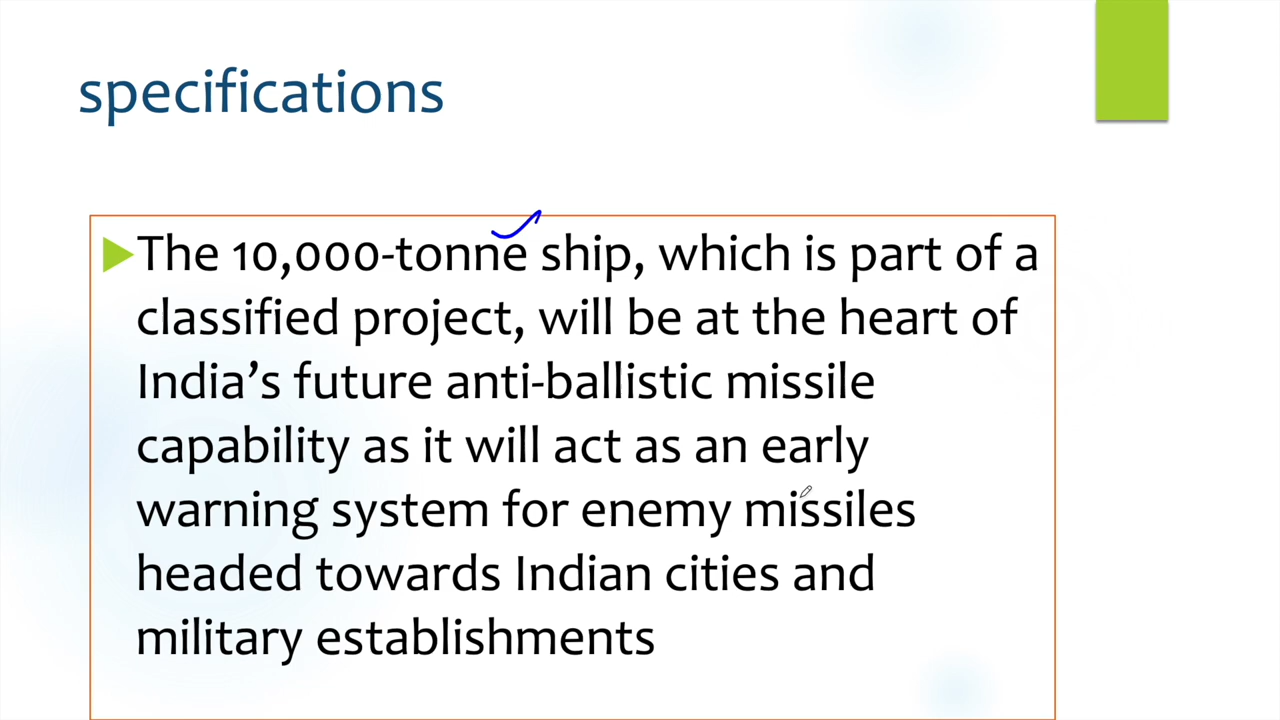 specifications
The 10,000-tonne ship, which is part of a
classified project, will be at the heart of
India’s future anti-ballistic missile
capability as it will act as an early
warning system for enemy missiles
headed towards Indian cities and
military establishments